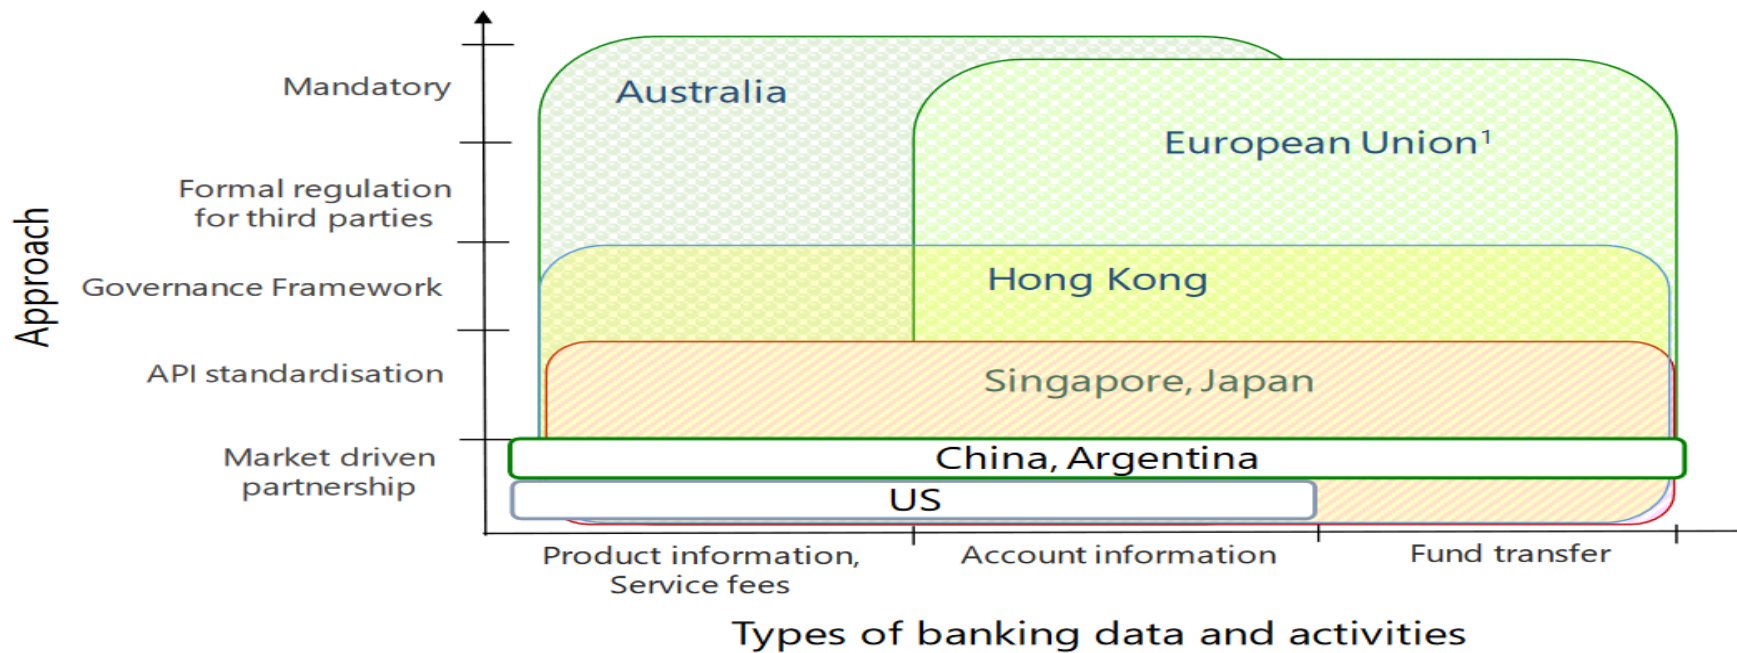 Mandatory
Formal regulation
for third parties
Governance Framework
API standardisation
Market driven
partnership
Approach
Australia
European Union¹
Hong Kong
Singapore, Japan
China, Argentina
US
Product information,
Service fees
Account information
Fund transfer
Types of banking data and activities